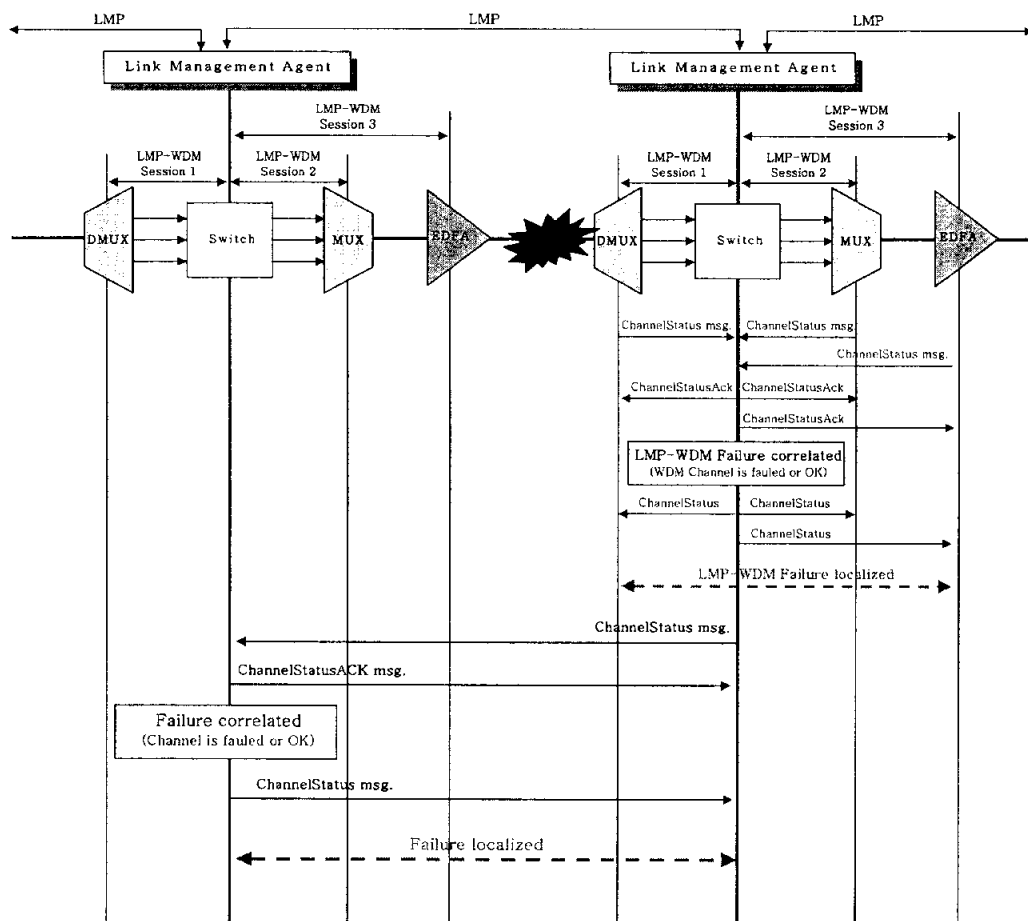 LMP
LMP
LMP
Link Management Agent
Link Management Agent
LMP-WDM
Session 3
LMP-WDM
Session 3
LMP-WDM
Session 1
LMP-WDM
Session 2
LMP-WDM
Session 1
LMP-WDM
Session 2
DMUX
Switch
MUX
EDFA
DMUX
Switch
MUX
EDFA
ChannelStatus msg.
ChannelStatus msg.
ChannelStatus msg.
ChannelStatusAck
ChannelStatusAck
ChannelStatusAck
LMP-WDM Failure correlated
(WDM Channel is fauled or OK)
ChannelStatus
ChannelStatus
ChannelStatus
LMP-WDM Failure localized
ChannelStatus msg.
ChannelStatusACK msg.
Failure correlated
(Channel is fauled or OK)
ChannelStatus msg.
Failure localized